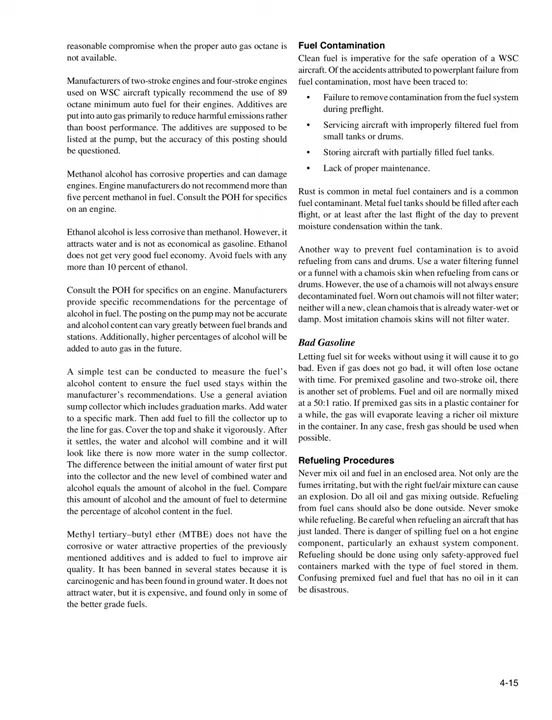 reasonable compromise when the proper auto gas octane is
not available.
Manufacturers of two-stroke engines and four-stroke engines
used on WSC aircraft typically recommend the use of 89
octane minimum auto fuel for their engines. Additives are
put into auto gas primarily to reduce harmful emissions rather
than boost performance. The additives are supposed to be
listed at the pump, but the accuracy of this posting should
be questioned.
Methanol alcohol has corrosive properties and can damage
engines. Engine manufacturers do not recommend more than
five percent methanol in fuel. Consult the POH for specifics
on an engine.
Ethanol alcohol is less corrosive than methanol. However, it
attracts water and is not as economical as gasoline. Ethanol
does not get very good fuel economy. Avoid fuels with any
more than 10 percent of ethanol.
Consult the POH for specifics on an engine. Manufacturers
provide specific recommendations for the percentage of
alcohol in fuel. The posting on the pump may not be accurate
and alcohol content can vary greatly between fuel brands and
stations. Additionally, higher percentages of alcohol will be
added to auto gas in the future.
A simple test can be conducted to measure the fuel's
alcohol content to ensure the fuel used stays within the
manufacturer's recommendations. Use a general aviation
sump collector which includes graduation marks. Add water
to a specific mark. Then add fuel to fill the collector up to
the line for gas. Cover the top and shake it vigorously. After
it settles, the water and alcohol will combine and it will
look like there is now more water in the sump collector.
The difference between the initial amount of water first put
into the collector and the new level of combined water and
alcohol equals the amount of alcohol in the fuel. Compare
this amount of alcohol and the amount of fuel to determine
the percentage of alcohol content in the fuel.
Methyl tertiary–butyl ether (MTBE) does not have the
corrosive or water attractive properties of the previously
mentioned additives and is added to fuel to improve air
quality. It has been banned in several states because it is
carcinogenic and has been found in ground water. It does not
attract water, but it is expensive, and found only in some of
the better grade fuels.
Fuel Contamination
Clean fuel is imperative for the safe operation of a WSC
aircraft. Of the accidents attributed to powerplant failure from
fuel contamination, most have been traced to:
• Failure to remove contamination from the fuel system
during preflight.
• Servicing aircraft with improperly filtered fuel from
small tanks or drums.
• Storing aircraft with partially filled fuel tanks.
• Lack of proper maintenance.
Rust is common in metal fuel containers and is a common
fuel contaminant. Metal fuel tanks should be filled after each
flight, or at least after the last flight of the day to prevent
moisture condensation within the tank.
Another way to prevent fuel contamination is to avoid
refueling from cans and drums. Use a water filtering funnel
or a funnel with a chamois skin when refueling from cans or
drums. However, the use of a chamois will not always ensure
decontaminated fuel. Worn out chamois will not filter water;
neither will a new, clean chamois that is already water-wet or
damp. Most imitation chamois skins will not filter water.
Bad Gasoline
Letting fuel sit for weeks without using it will cause it to go
bad. Even if gas does not go bad, it will often lose octane
with time. For premixed gasoline and two-stroke oil, there
is another set of problems. Fuel and oil are normally mixed
at a 50:1 ratio. If premixed gas sits in a plastic container for
a while, the gas will evaporate leaving a richer oil mixture
in the container. In any case, fresh gas should be used when
possible.
Refueling Procedures
Never mix oil and fuel in an enclosed area. Not only are the
fumes irritating, but with the right fuel/air mixture can cause
an explosion. Do all oil and gas mixing outside. Refueling
from fuel cans should also be done outside. Never smoke
while refueling. Be careful when refueling an aircraft that has
just landed. There is danger of spilling fuel on a hot engine
component, particularly an exhaust system component.
Refueling should be done using only safety-approved fuel
containers marked with the type of fuel stored in them.
Confusing premixed fuel and fuel that has no oil in it can
be disastrous.
4-15